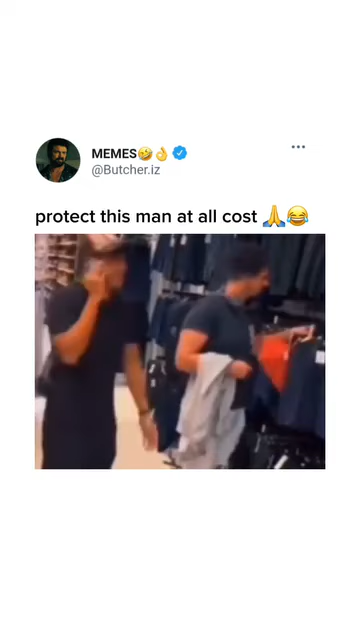 MEMES🤣👌
@Butcher.iz
protect this man at all cost 🙏😂